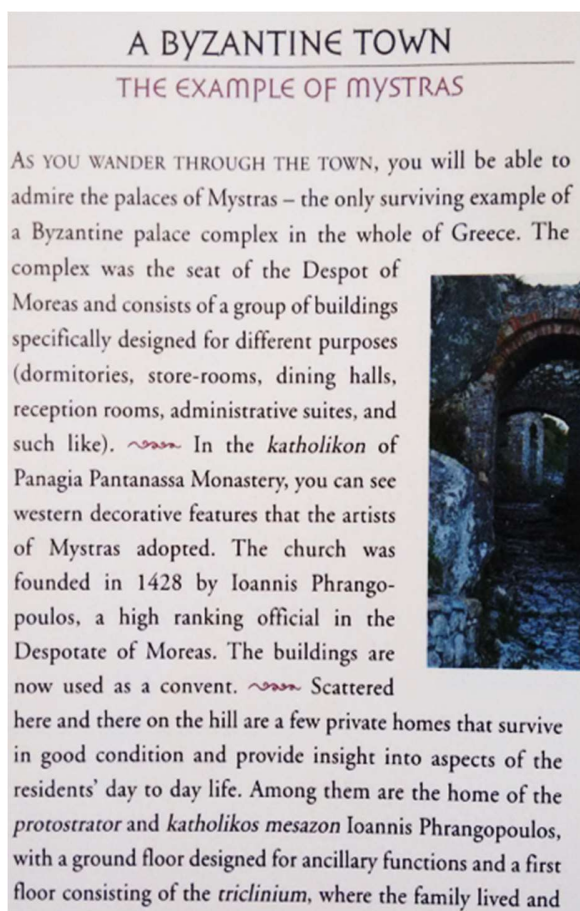 A BYZANTINE TOWN
THE EXAMPLE OF MYSTRAS
AS YOU WANDER THROUGH THE TOWN, you will be able to
admire the palaces of Mystras – the only surviving example of
a Byzantine palace complex in the whole of Greece. The
complex was the seat of the Despot of
Moreas and consists of a group of buildings
specifically designed for different purposes
(dormitories, store-rooms, dining halls,
reception rooms, administrative suites, and
such like). In the katholikon of
Panagia Pantanassa Monastery, you can see
western decorative features that the artists
of Mystras adopted. The church was
founded in 1428 by Ioannis Phrango-
poulos, a high ranking official in the
Despotate of Moreas. The buildings are
now used as a convent. Scattered
here and there on the hill are a few private homes that survive
in good condition and provide insight into aspects of the
residents' day to day life. Among them are the home of the
protostrator and katholikos mesazon Ioannis Phrangopoulos,
with a ground floor designed for ancillary functions and a first
floor consisting of the triclinium, where the family lived and